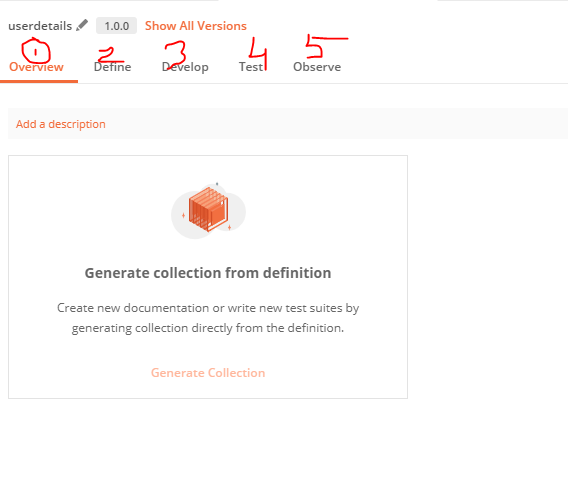 userdetails 1.0.0 Show All Versions
1 2 3 4 5
Overview Define Develop Test Observe
Add a description
Generate collection from definition
Create new documentation or write new test suites by
generating collection directly from the definition.
Generate Collection